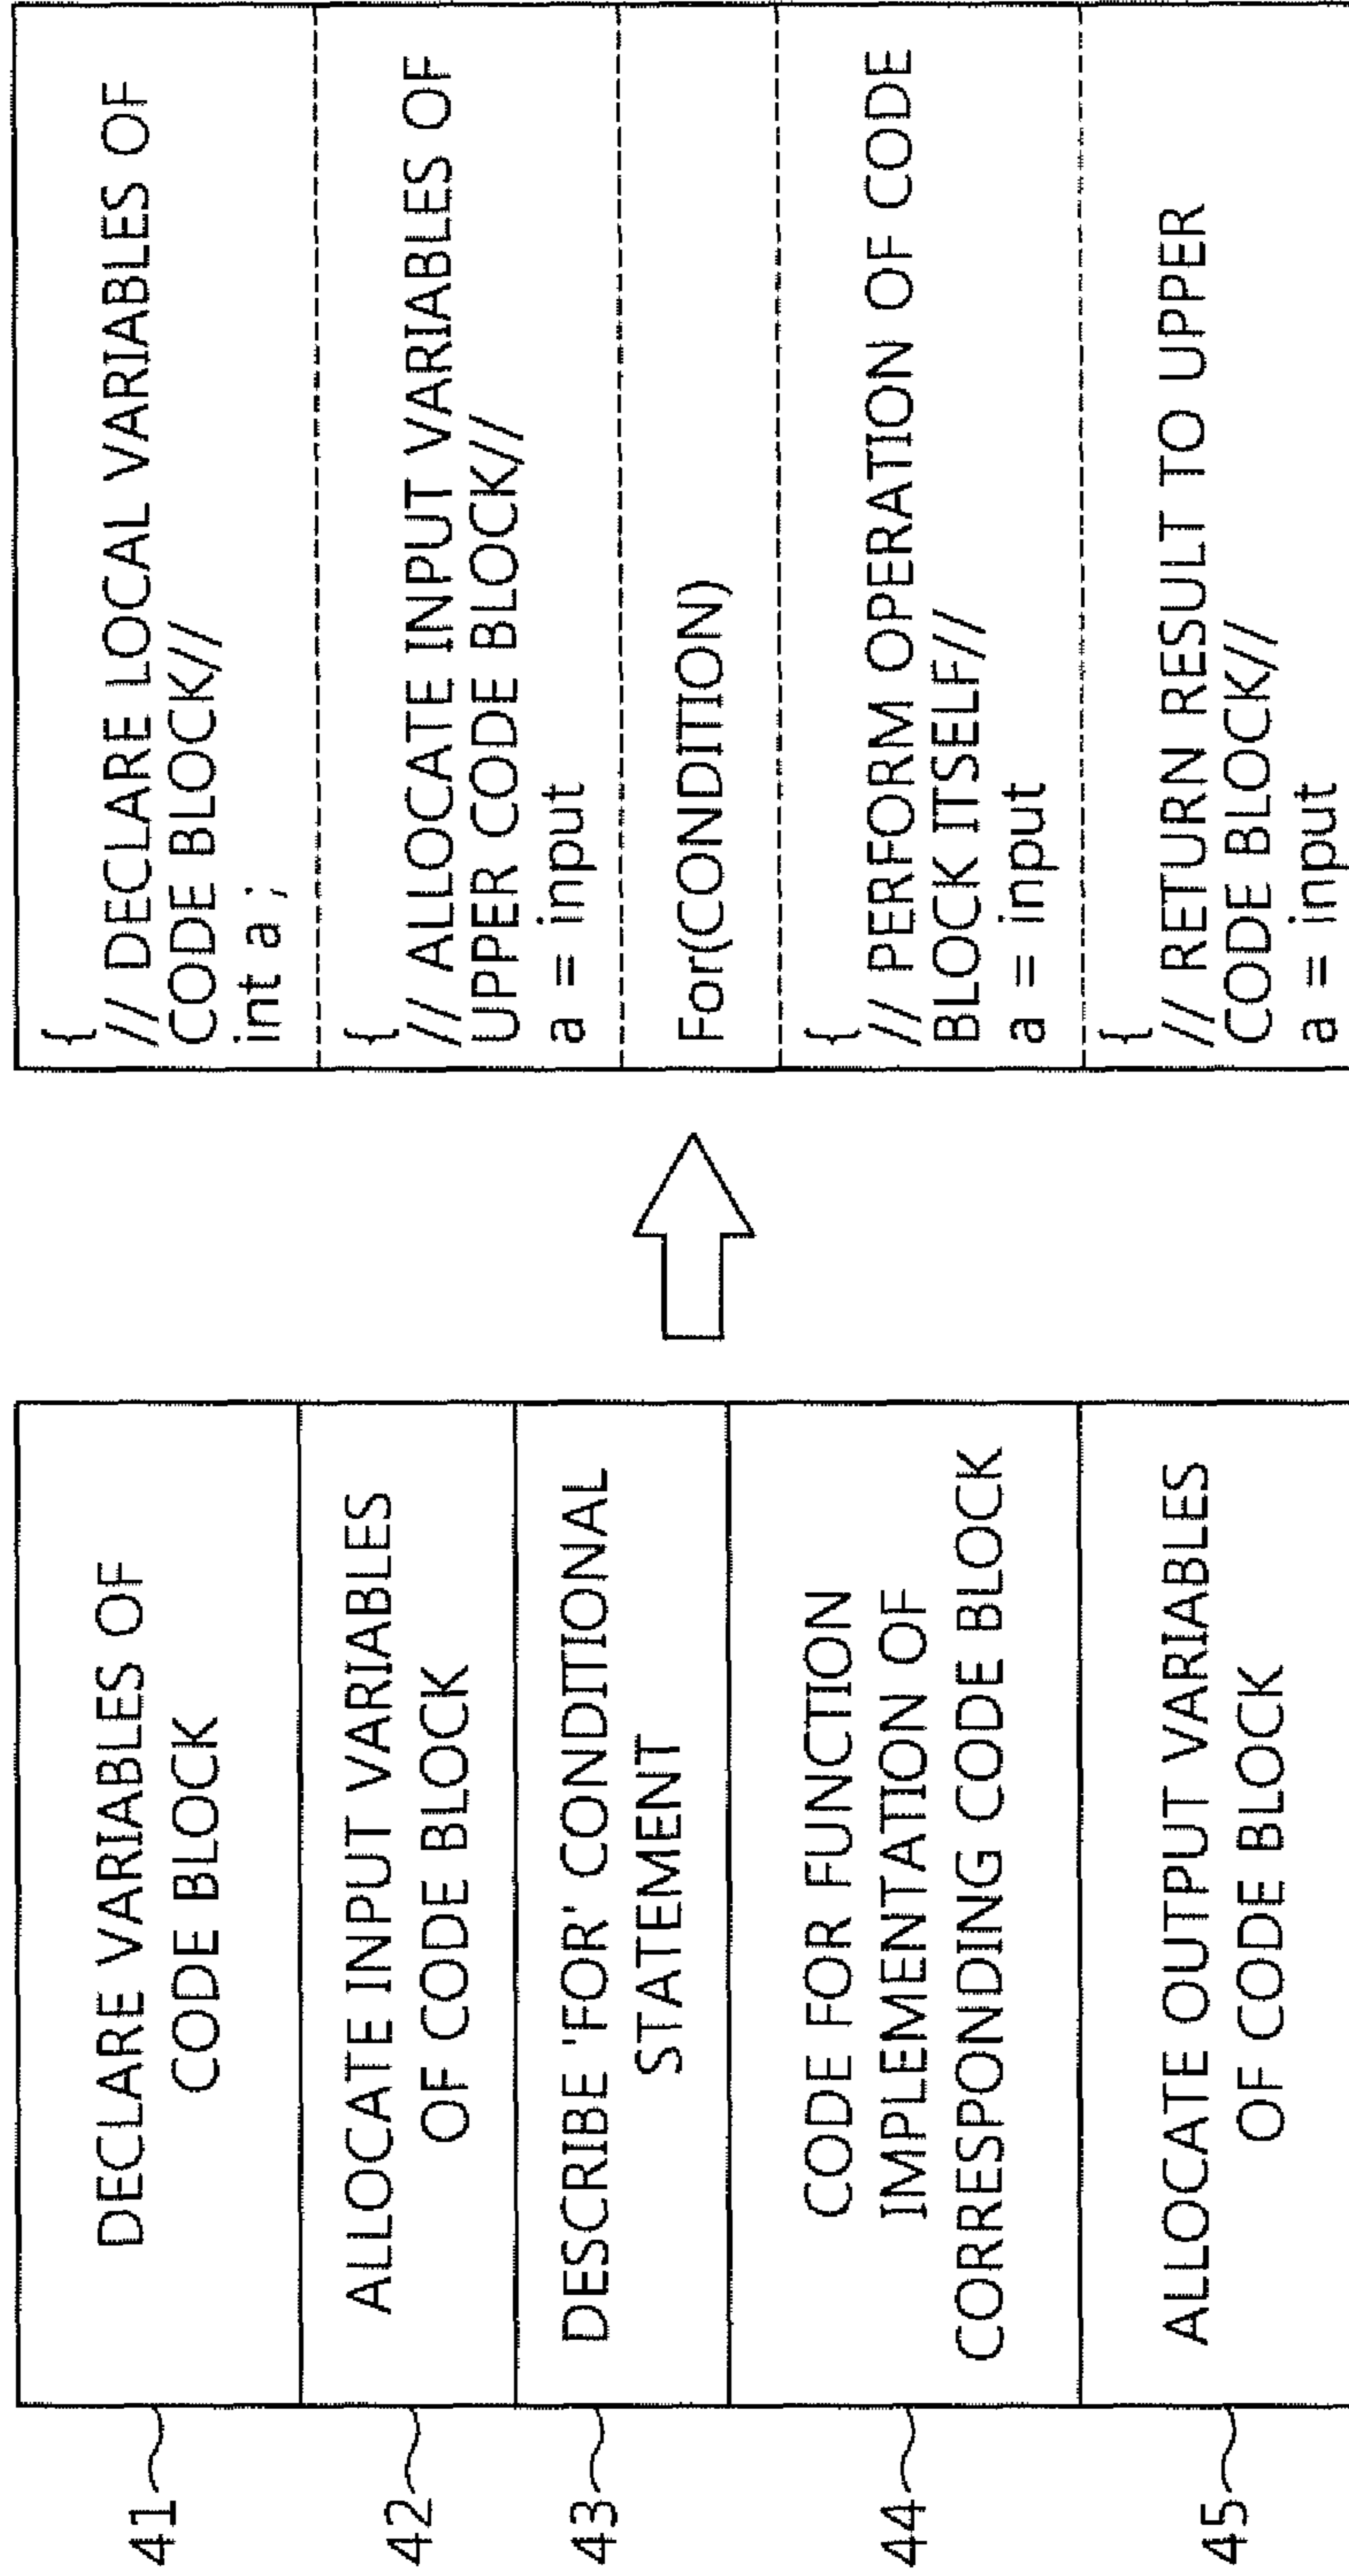 41
DECLARE VARIABLES OF
CODE BLOCK
42
ALLOCATE INPUT VARIABLES
OF CODE BLOCK
43
DESCRIBE 'FOR' CONDITIONAL
STATEMENT
44
CODE FOR FUNCTION
IMPLEMENTATION OF
CORRESPONDING CODE BLOCK
45
ALLOCATE OUTPUT VARIABLES
OF CODE BLOCK
{
// DECLARE LOCAL VARIABLES OF
CODE BLOCK//
int a ;
{
// ALLOCATE INPUT VARIABLES OF
UPPER CODE BLOCK//
a = input
For(CONDITION)
{
// PERFORM OPERATION OF CODE
BLOCK ITSELF//
a = input
{
// RETURN RESULT TO UPPER
CODE BLOCK//
a = input